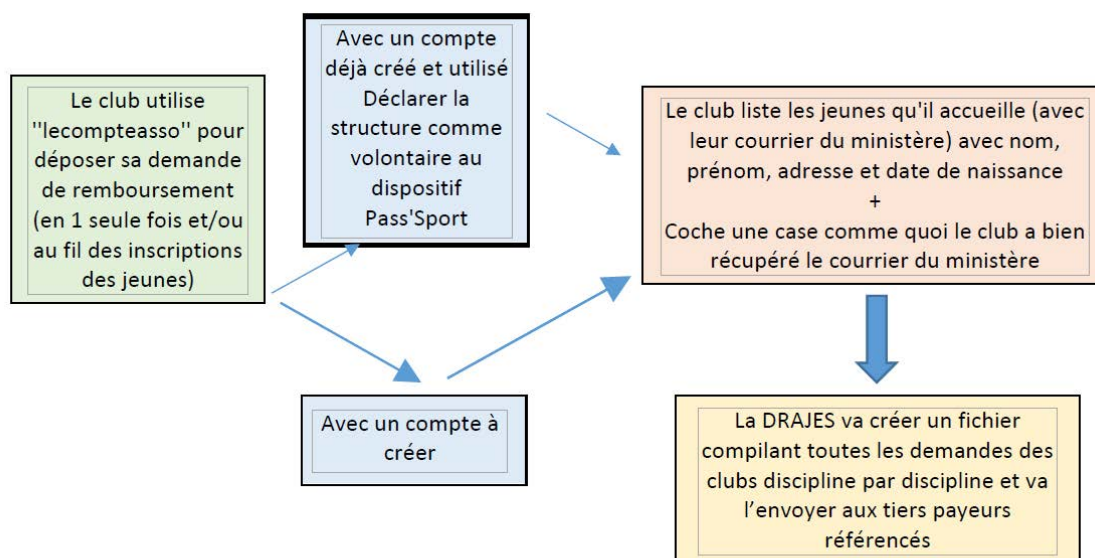 Le club utilise
"lecompteasso" pour
déposer sa demande
de remboursement
(en 1 seule fois et/ou
au fil des inscriptions
des jeunes)
Avec un compte
déjà créé et utilisé
Déclarer la
structure comme
volontaire au
dispositif
Pass'Sport
Avec un compte à
créer
Le club liste les jeunes qu'il accueille (avec
leur courrier du ministère) avec nom,
prénom, adresse et date de naissance
+
Coche une case comme quoi le club a bien
récupéré le courrier du ministère
La DRAJES va créer un fichier
compilant toutes les demandes des
clubs discipline par discipline et va
l’envoyer aux tiers payeurs
référencés